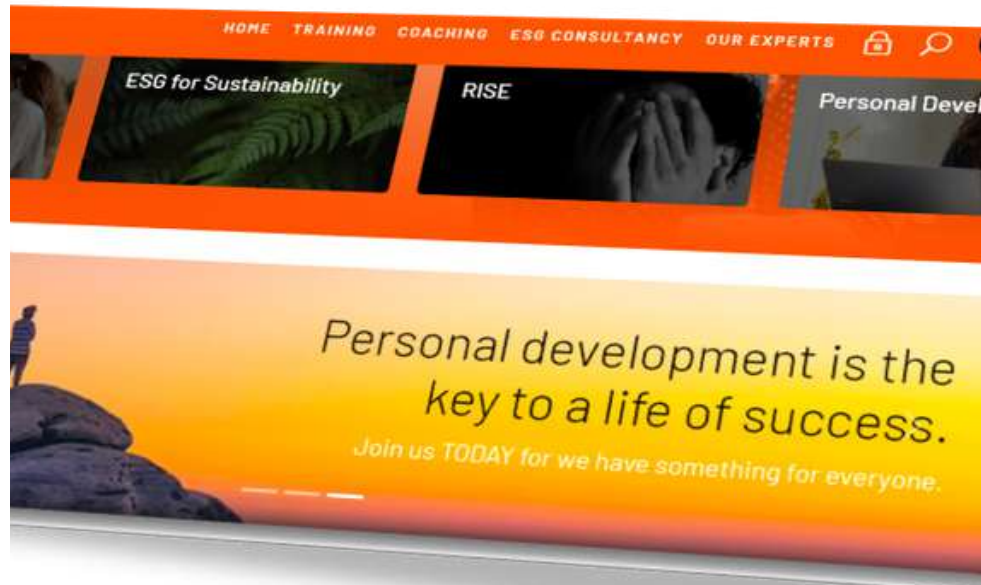 HOME TRAINING COACHING ESG CONSULTANCY OUR EXPERTS
ESG for Sustainability
RISE
Personal Devel
Personal development is the
key to a life of success.
Join us TODAY for we have something for everyone.